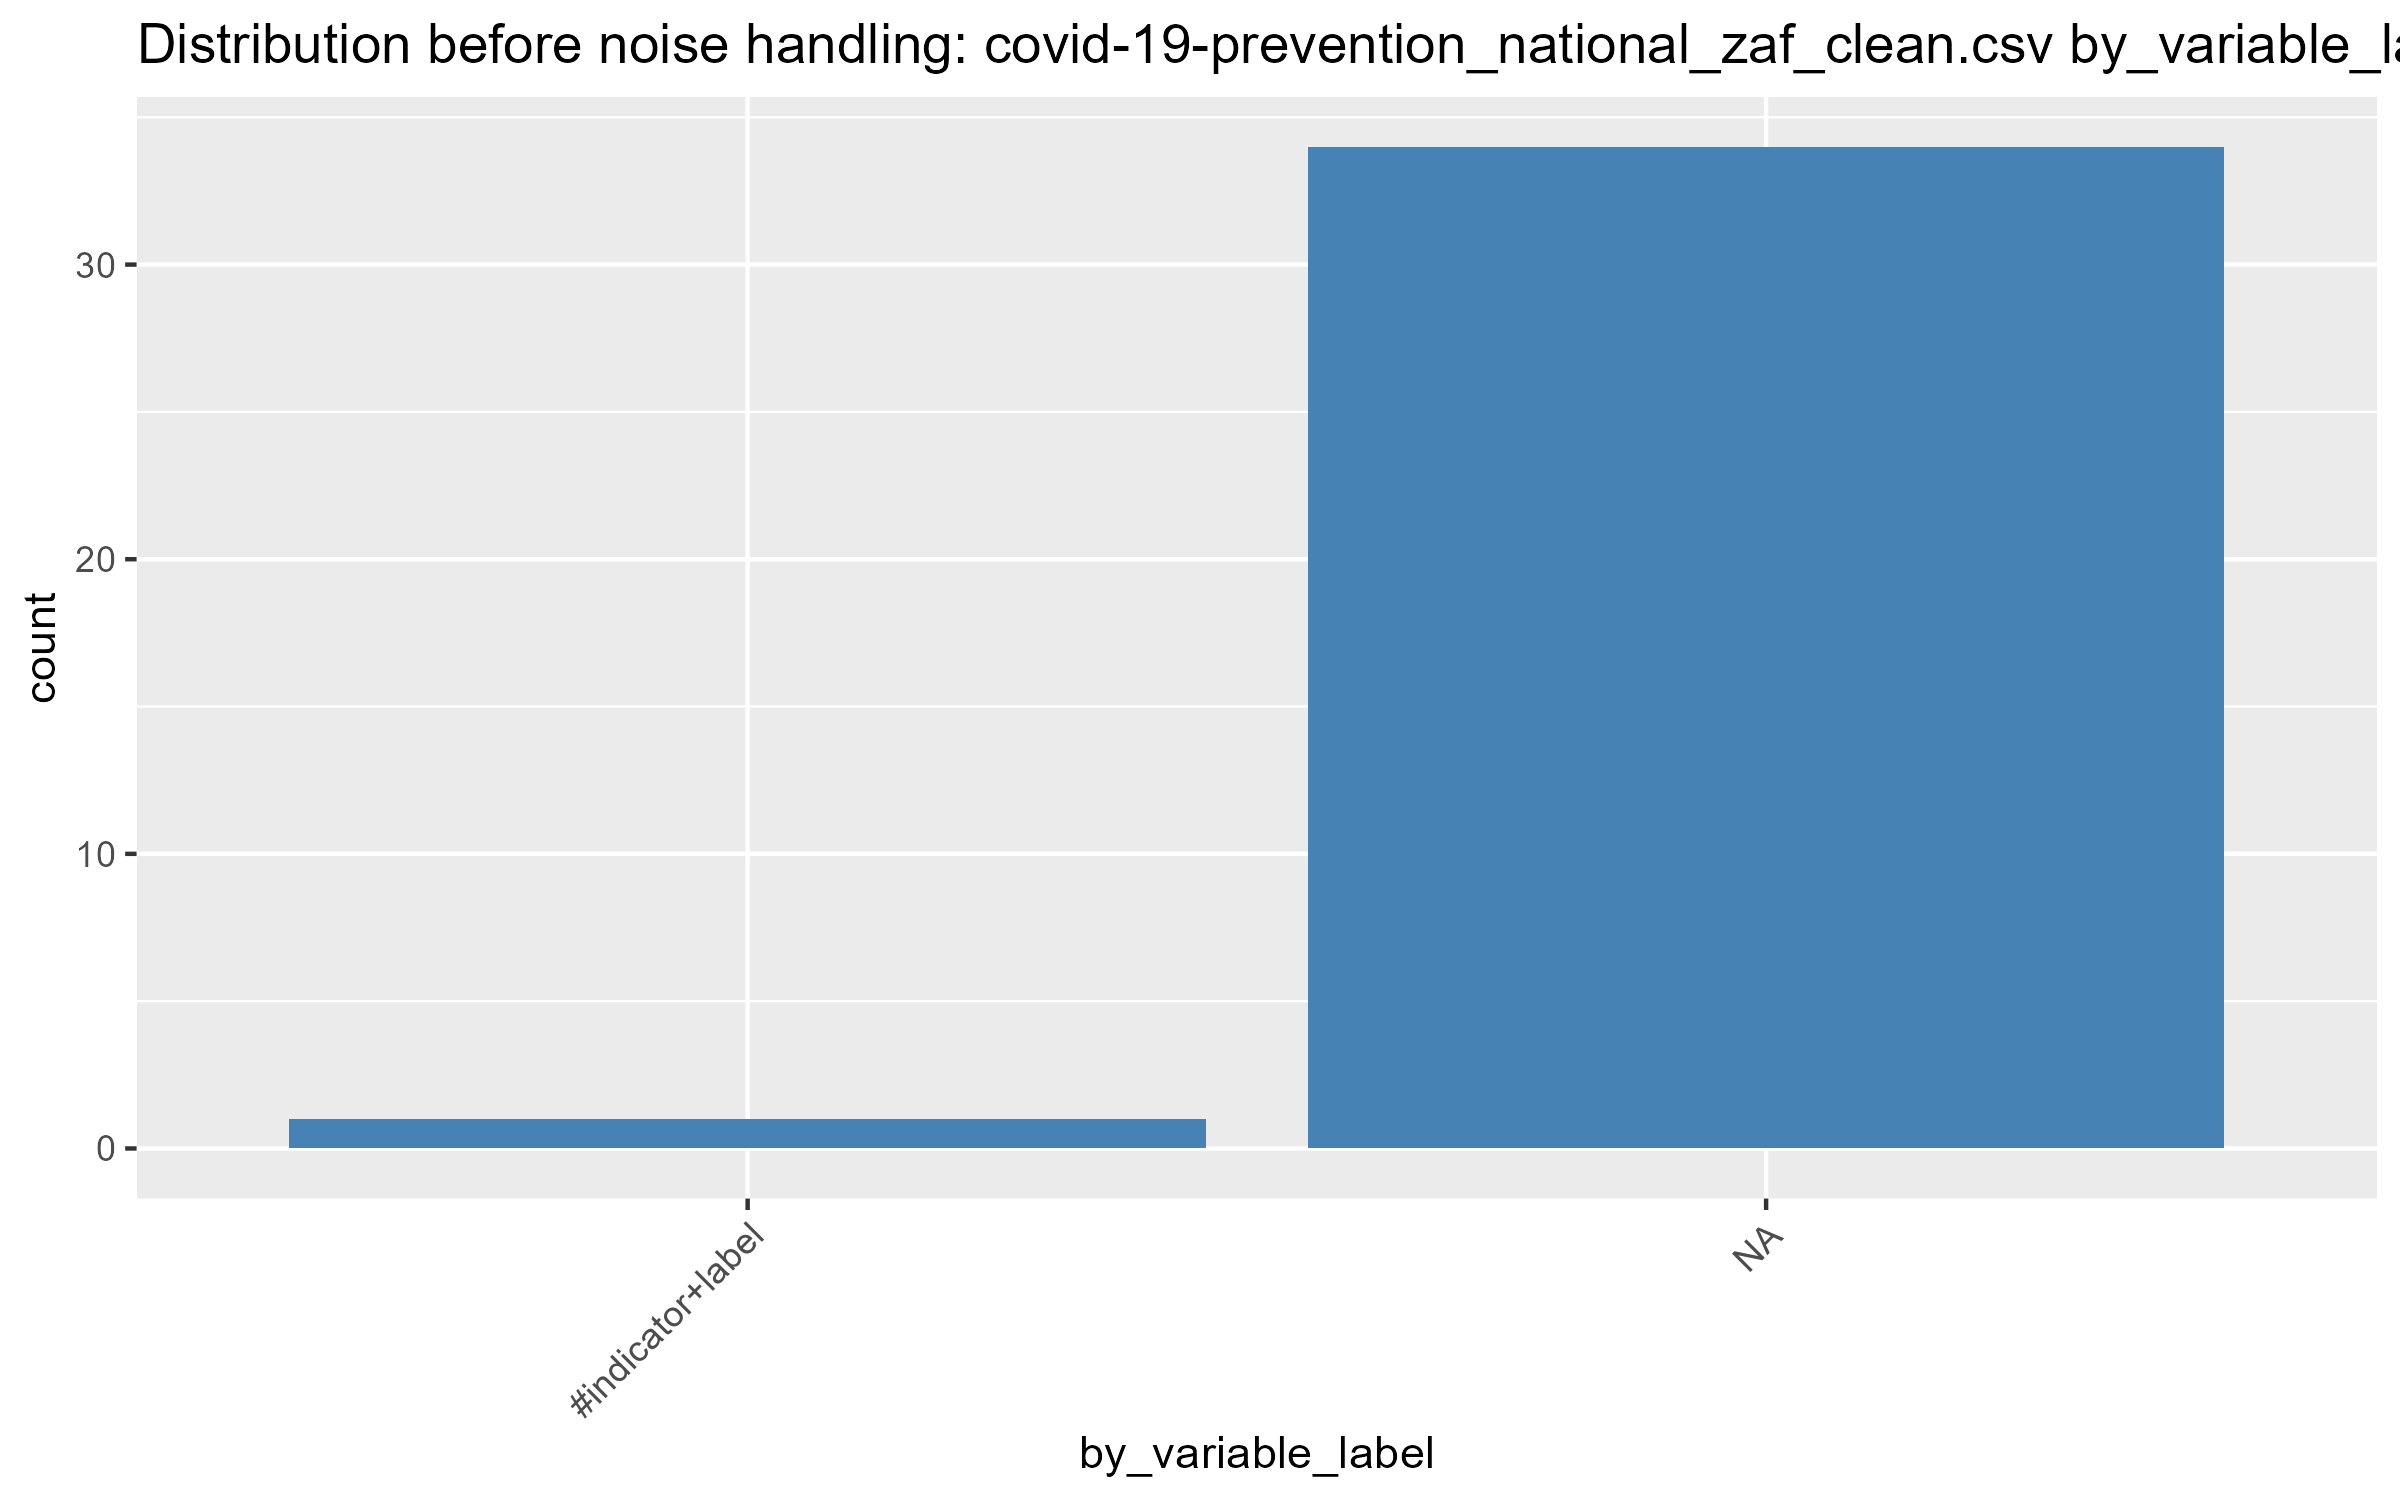 Distribution before noise handling: covid-19-prevention_national_zaf_clean.csv by_variable_la
30
20
10
0
count
#indicator+label
NA
by_variable_label